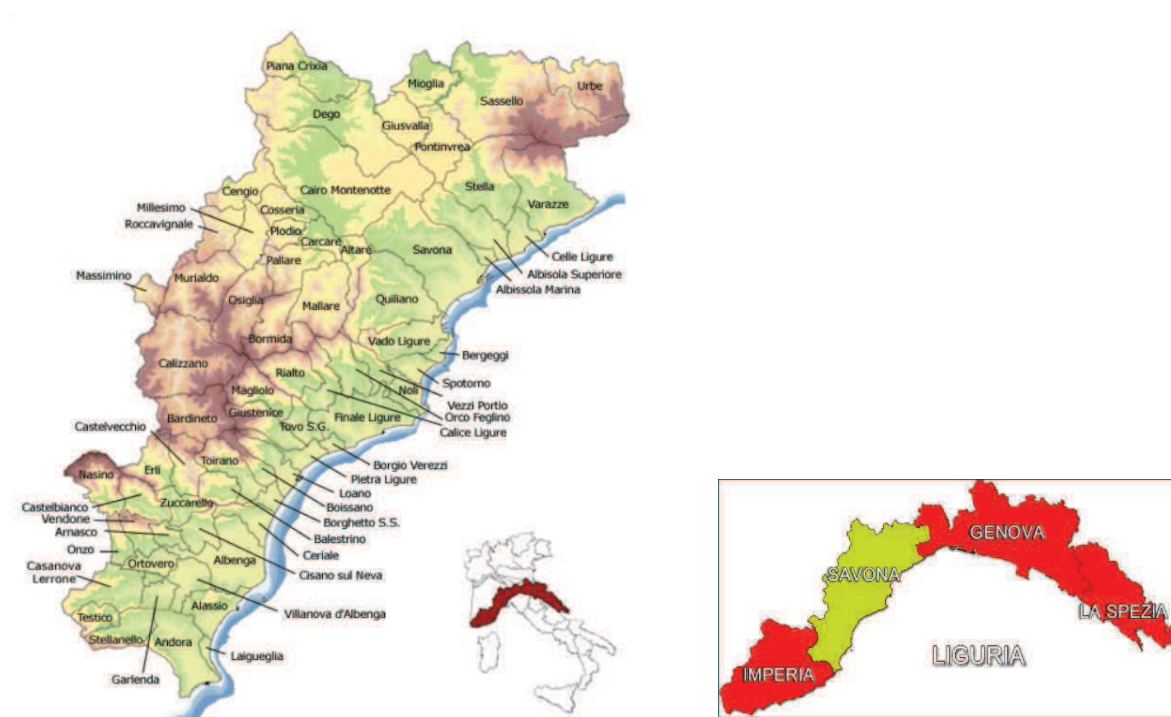 Piana Crixia
Mioglia
Urbe
Sassello
Dego
Giusvalla
Pontinvrea
Stella
Cengio
Cairo Montenotte
Varazze
Millesimo
Cosseria
Roccavignale
Plodio
Carcare
Altare
Savona
Celle Ligure
Pallare
Albisola Superiore
Massimino
Murialdo
Albissola Marina
Osiglia
Mallare
Quiliano
Bormida
Vado Ligure
Bergeggi
Calizzano
Rialto
Spotorno
Magliolo
Noli
Vezzi Portio
Bardineto
Giustenice
Finale Ligure
Orco Feglino
Castelvecchio
Tovo S.G.
Calice Ligure
Toirano
Borgio Verezzi
Nasino
Erli
Pietra Ligure
Loano
Castelbianco
Zuccarello
Boissano
Vendone
Borghetto S.S.
Arnasco
Balestrino
Onzo
Albenga
Ceriale
Casanova
Lerrone
Ortovero
Cisano sul Neva
Alassio
Villanova d'Albenga
Testico
Stellanello
Andora
Laigueglia
Garlenda
GENOVA
SAVONA
LA SPEZIA
LIGURIA
IMPERIA